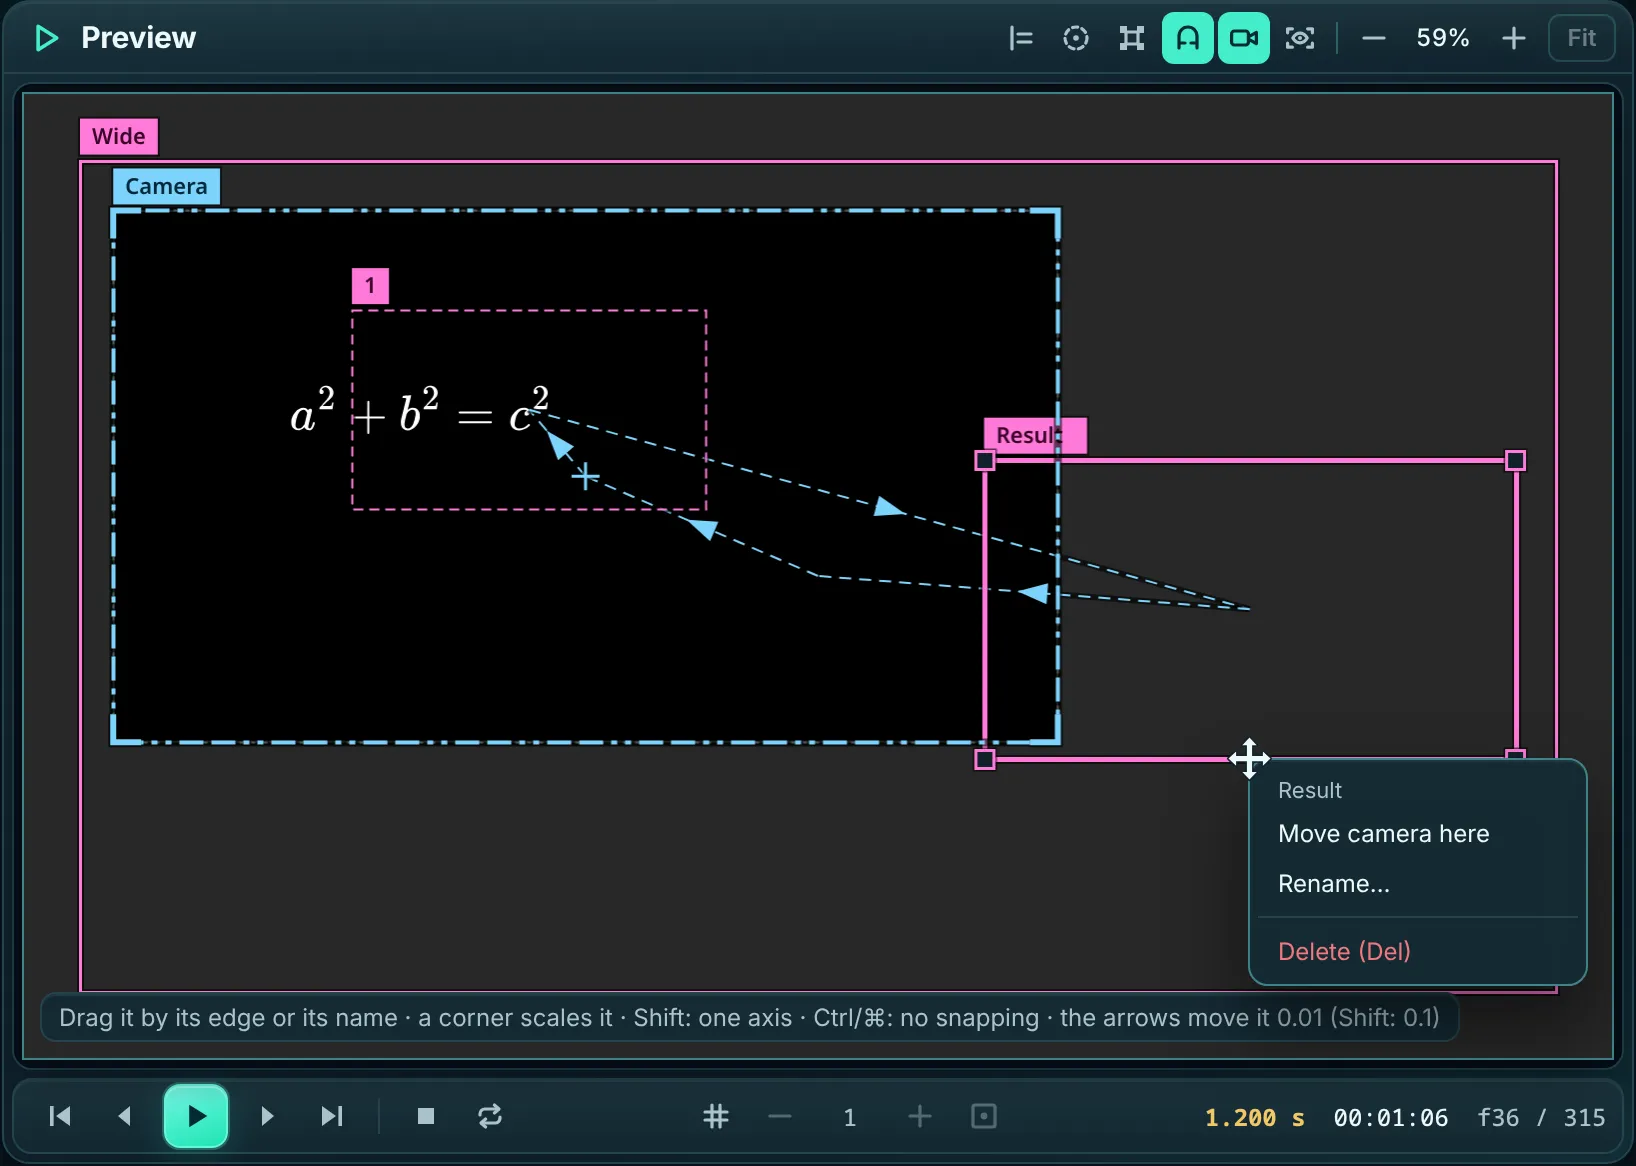 Preview
59%
Fit
Wide
Camera
1
a² + b² = c²
Result
Result
Move camera here
Rename...
Delete (Del)
Drag it by its edge or its name · a corner scales it · Shift: one axis · Ctrl/⌘: no snapping · the arrows move it 0.01 (Shift: 0.1)
1
1.200 s 00:01:06 f36 / 315